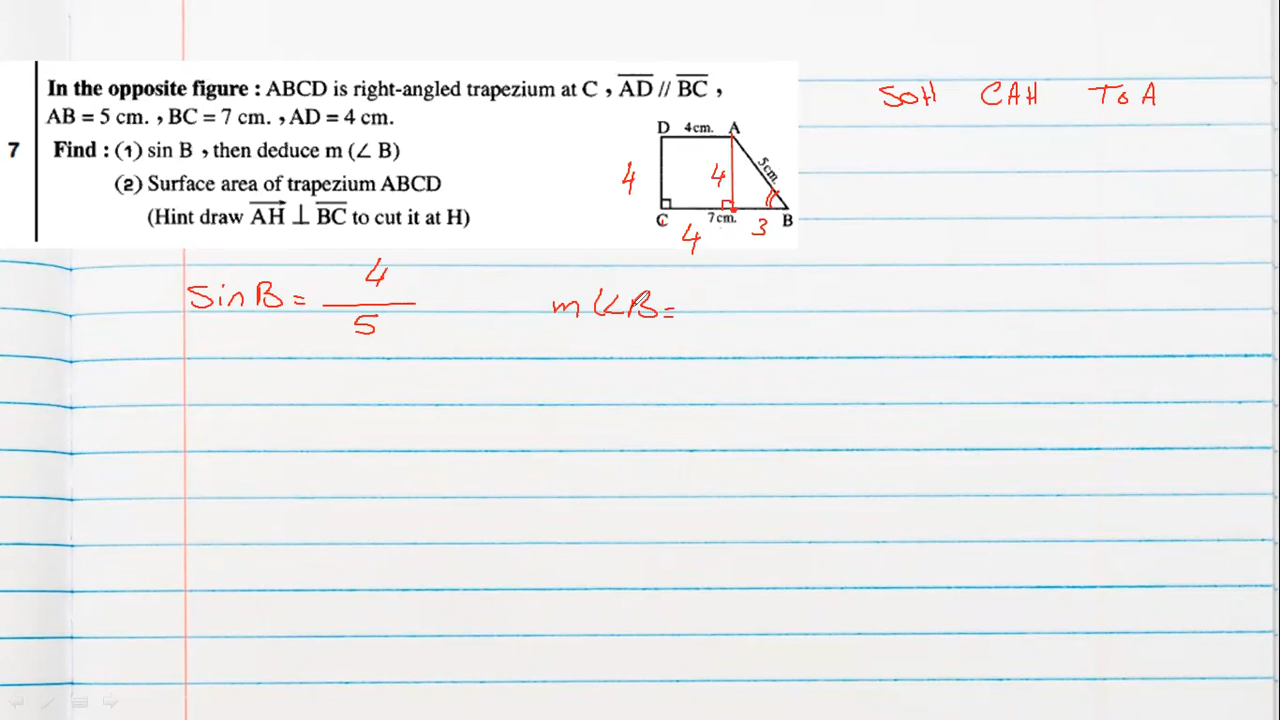 In the opposite figure : ABCD is right-angled trapezium at C , AD // BC ,
AB = 5 cm. , BC = 7 cm. , AD = 4 cm.
7 Find : (1) sin B , then deduce m (∠ B)
(2) Surface area of trapezium ABCD
(Hint draw AH ⊥ BC to cut it at H)
SOH CAH ToA
D 4cm. A
4 4 5cm.
C 7cm. B
4 3
sin B = 4
5
m ∠B =